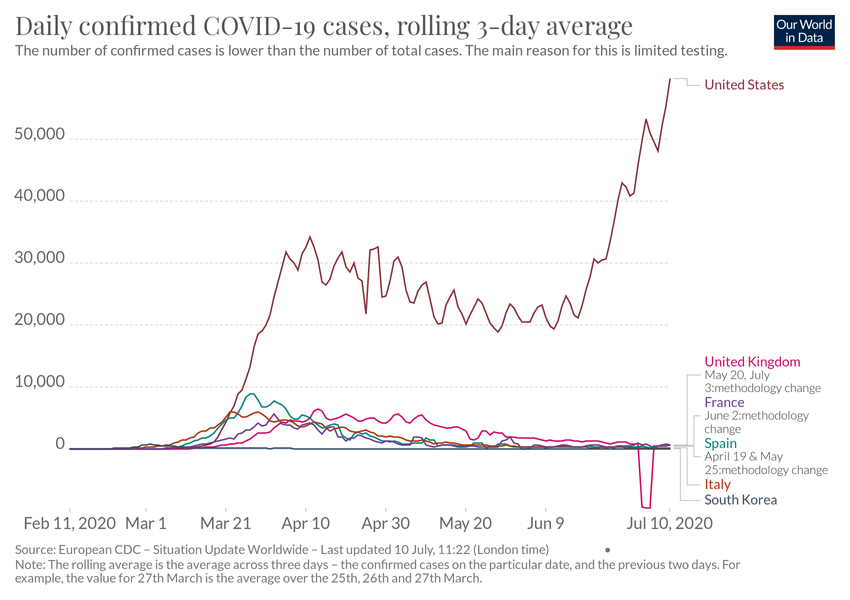 Daily confirmed COVID-19 cases, rolling 3-day average
The number of confirmed cases is lower than the number of total cases. The main reason for this is limited testing.
Our World
in Data
United States
50,000
40,000
30,000
20,000
10,000
0
United Kingdom
May 20, July
3:methodology change
France
June 2:methodology
change
Spain
April 19 & May
25:methodology change
Italy
South Korea
Feb 11, 2020
Mar 1
Mar 21
Apr 10
Apr 30
May 20
Jun 9
Jul 10, 2020
Source: European CDC – Situation Update Worldwide – Last updated 10 July, 11:22 (London time)
Note: The rolling average is the average across three days – the confirmed cases on the particular date, and the previous two days. For
example, the value for 27th March is the average over the 25th, 26th and 27th March.